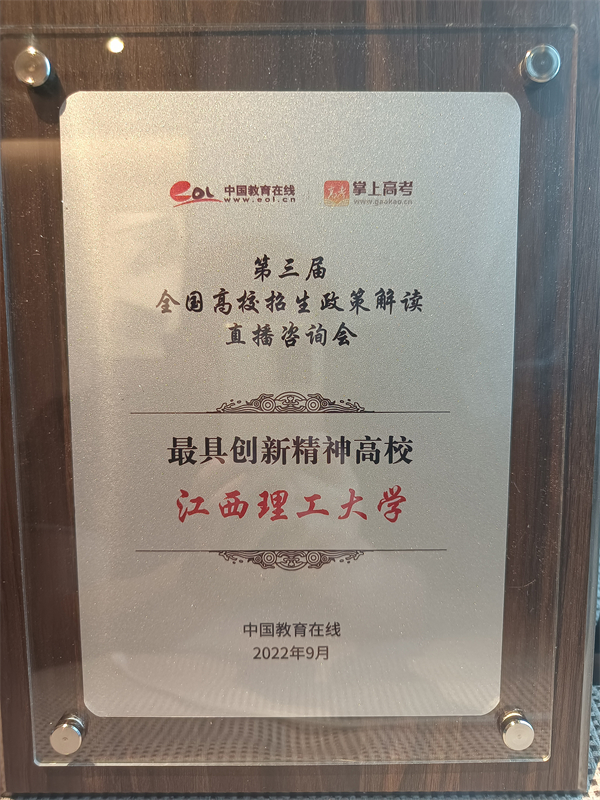 eol 中国教育在线 掌上高考
www.eol.cn www.gaokao.cn
第三届
全国高校招生政策解读
直播咨询会
最具创新精神高校
江西理工大学
中国教育在线
2022年9月